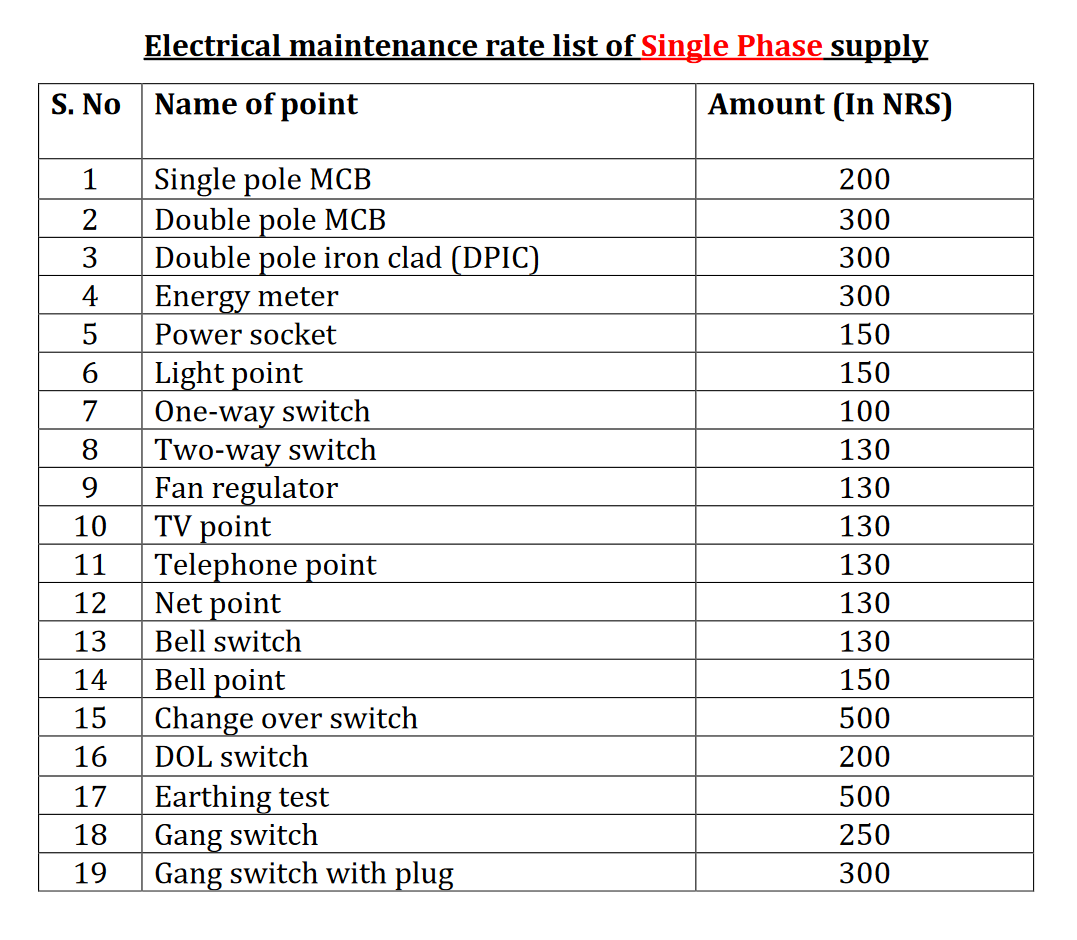 Electrical maintenance rate list of Single Phase supply
S. No Name of point Amount (In NRS)
1 Single pole MCB 200
2 Double pole MCB 300
3 Double pole iron clad (DPIC) 300
4 Energy meter 300
5 Power socket 150
6 Light point 150
7 One-way switch 100
8 Two-way switch 130
9 Fan regulator 130
10 TV point 130
11 Telephone point 130
12 Net point 130
13 Bell switch 130
14 Bell point 150
15 Change over switch 500
16 DOL switch 200
17 Earthing test 500
18 Gang switch 250
19 Gang switch with plug 300